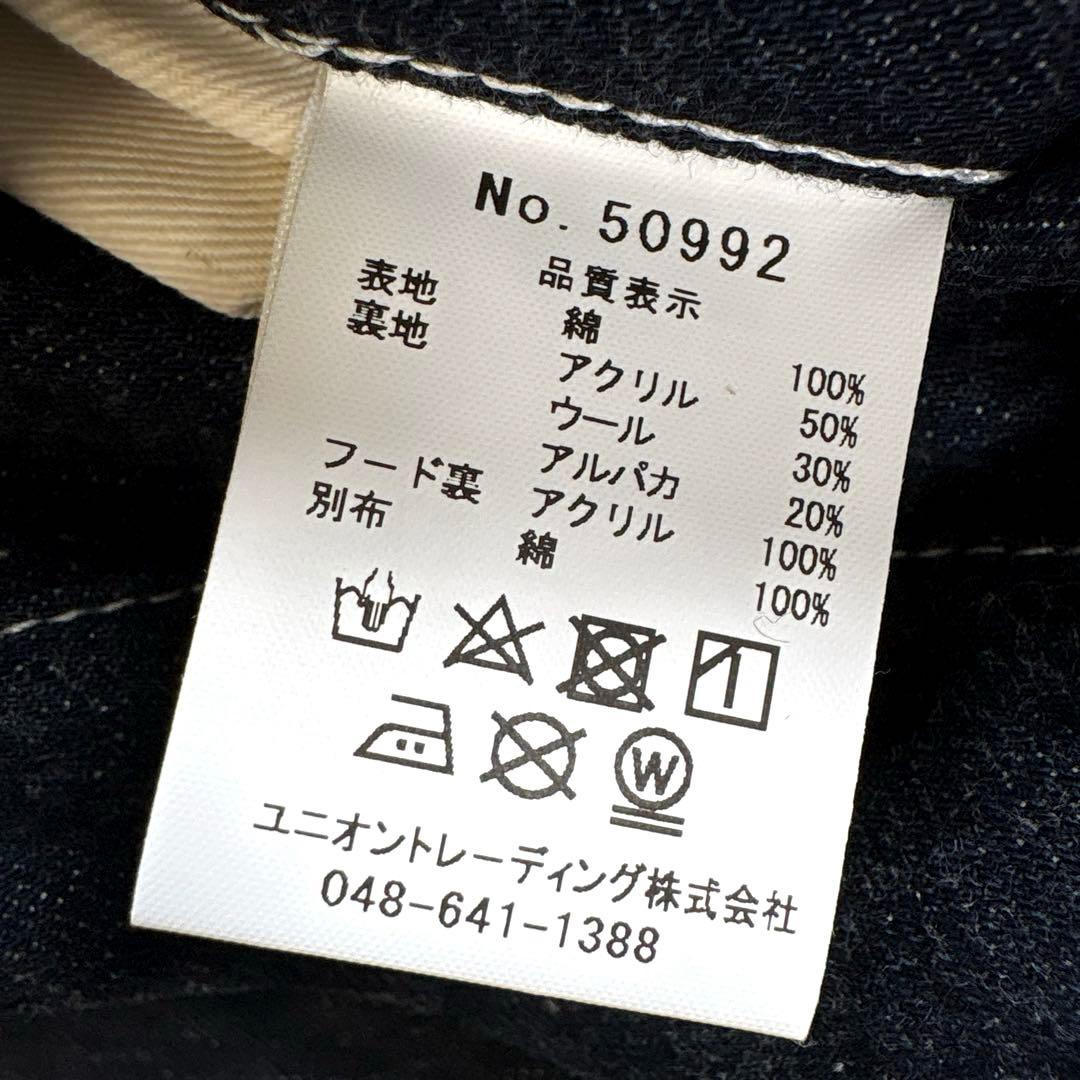 No. 50992
品質表示
表地 綿 100%
裏地 アクリル 50%
ウール 30%
アルパカ 20%
フード裏 アクリル 100%
別布 綿 100%
W
ユニオントレーディング株式会社
048-641-1388